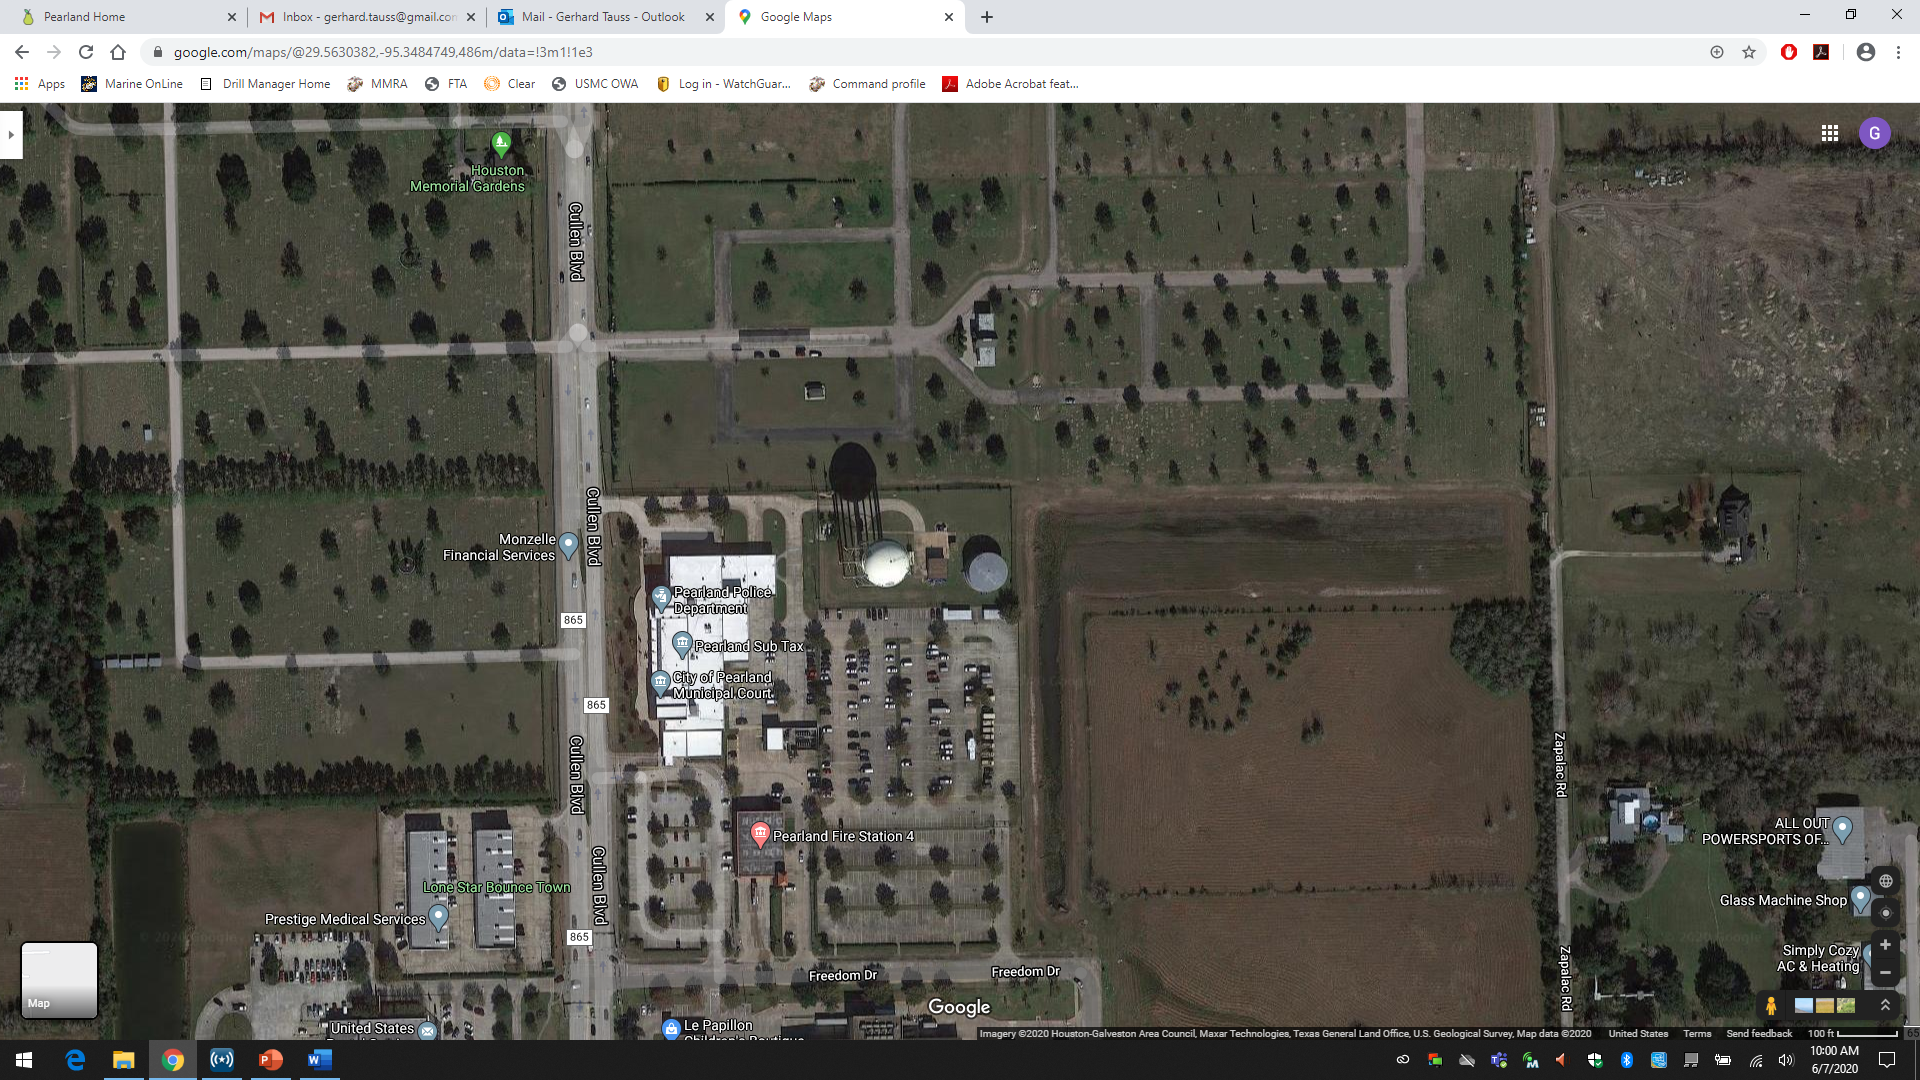 Pearland Home
Inbox - gerhard.tauss@gmail.con
Mail - Gerhard Tauss - Outlook
Google Maps
google.com/maps/@29.5630382,-95.3484749,486m/data=!3m1!1e3
Apps
Marine OnLine
Drill Manager Home
MMRA
FTA
Clear
USMC OWA
Log in - WatchGuar...
Command profile
Adobe Acrobat feat...
G
Houston
Memorial Gardens
Cullen Blvd
Cullen Blvd
Monzelle
Financial Services
865
Pearland Police
Department
Pearland Sub Tax
City of Pearland
Municipal Court
865
Cullen Blvd
Zapalac Rd
Pearland Fire Station 4
ALL OUT
POWERSPORTS OF...
Cullen Blvd
Lone Star Bounce Town
Prestige Medical Services
Glass Machine Shop
865
Simply Cozy
AC & Heating
Zapalac Rd
Freedom Dr
Freedom Dr
Map
Google
United States
Le Papillon
Imagery ©2020 Houston-Galveston Area Council, Maxar Technologies, Texas General Land Office, U.S. Geological Survey, Map data ©2020
United States
Terms
Send feedback
100 ft
10:00 AM
6/7/2020